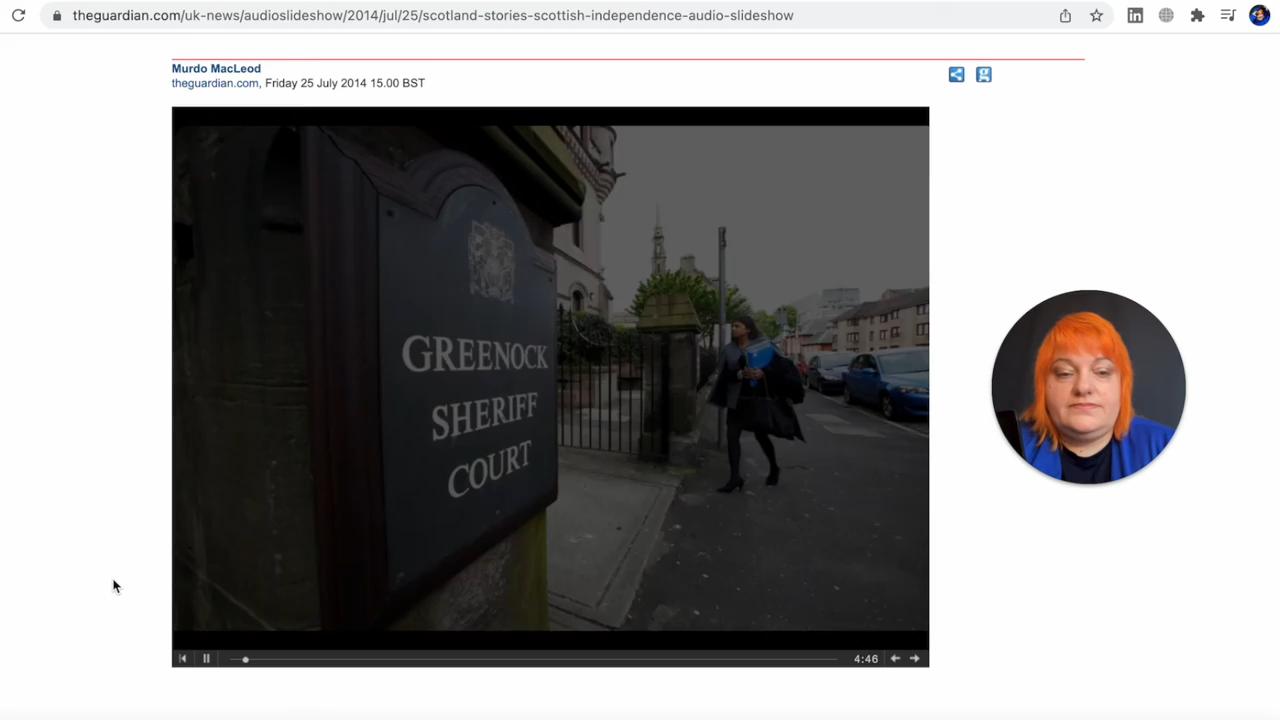 theguardian.com/uk-news/audioslideshow/2014/jul/25/scotland-stories-scottish-independence-audio-slideshow
Murdo MacLeod
theguardian.com, Friday 25 July 2014 15.00 BST
GREENOCK
SHERIFF
COURT
4:46